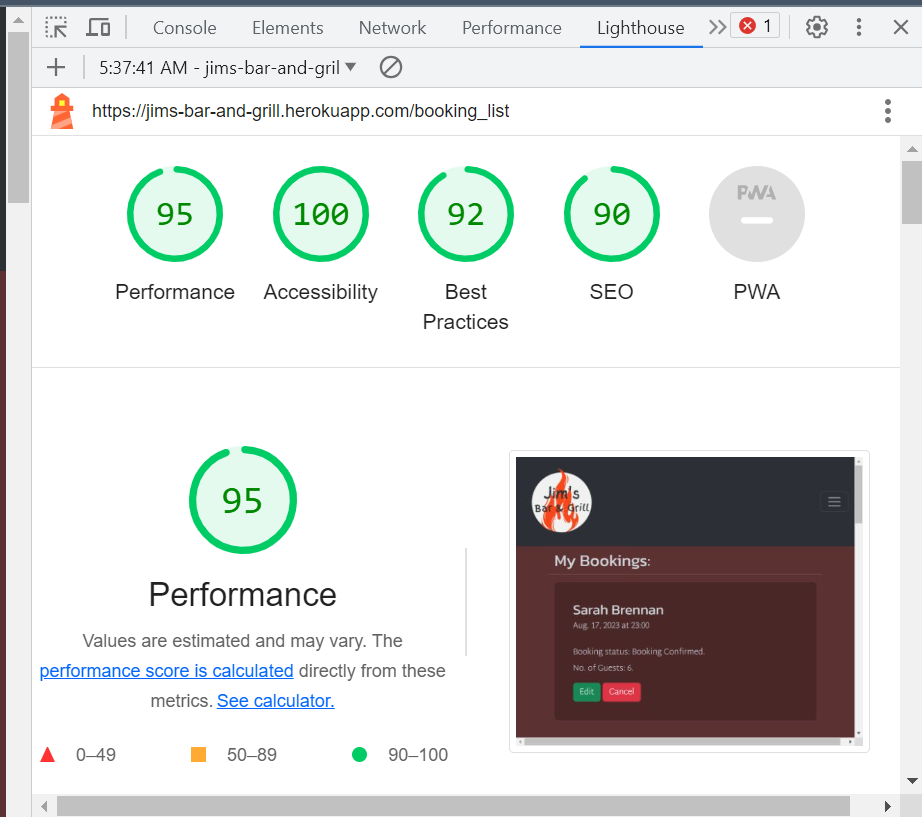 Console Elements Network Performance Lighthouse 1
5:37:41 AM - jims-bar-and-gril
https://jims-bar-and-grill.herokuapp.com/booking_list
95 100 92 90 PWA
Performance Accessibility Best Practices SEO PWA
95
Performance
Values are estimated and may vary. The
performance score is calculated directly from these
metrics. See calculator.
0–49 50–89 90–100
Jim's
Bar & Grill
My Bookings:
Sarah Brennan
Aug. 17, 2023 at 23:00
Booking status: Booking Confirmed.
No. of Guests: 6.
Edit Cancel